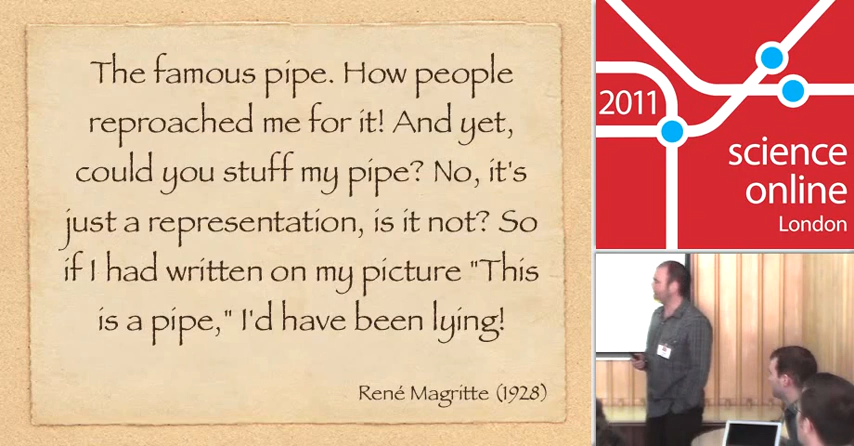 The famous pipe. How people
reproached me for it! And yet,
could you stuff my pipe? No, it's
just a representation, is it not? So
if I had written on my picture "This
is a pipe," I'd have been lying!
René Magritte (1928)
2011
science
online
London